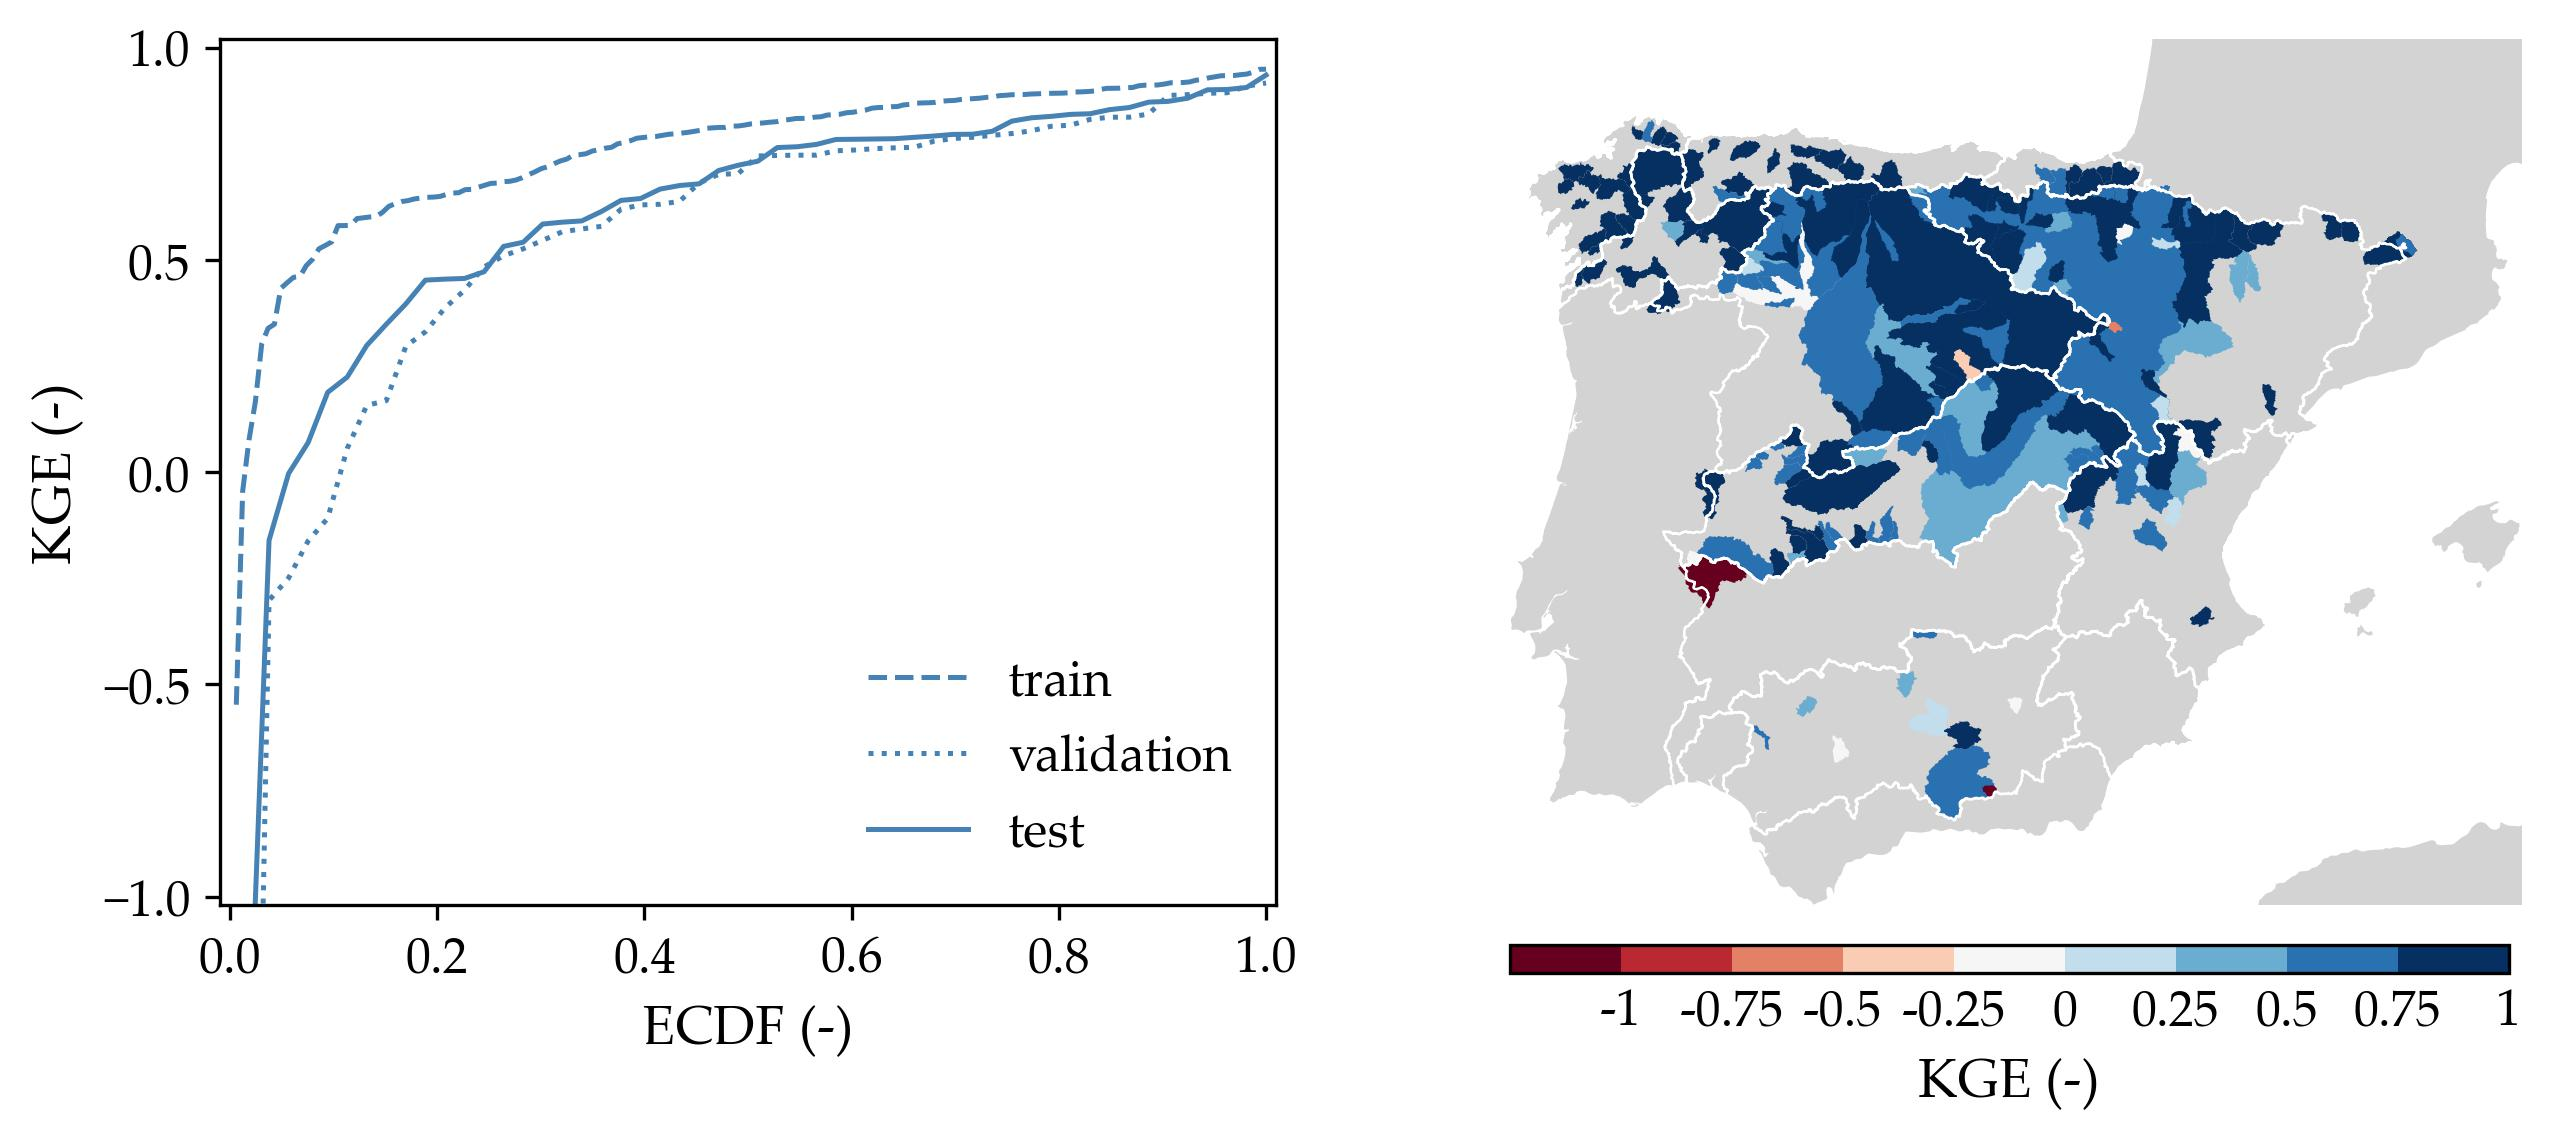 1.0
0.5
0.0
–0.5
–1.0
KGE (-)
train
validation
test
0.0 0.2 0.4 0.6 0.8 1.0
ECDF (-)
-1 -0.75 -0.5 -0.25 0 0.25 0.5 0.75 1
KGE (-)